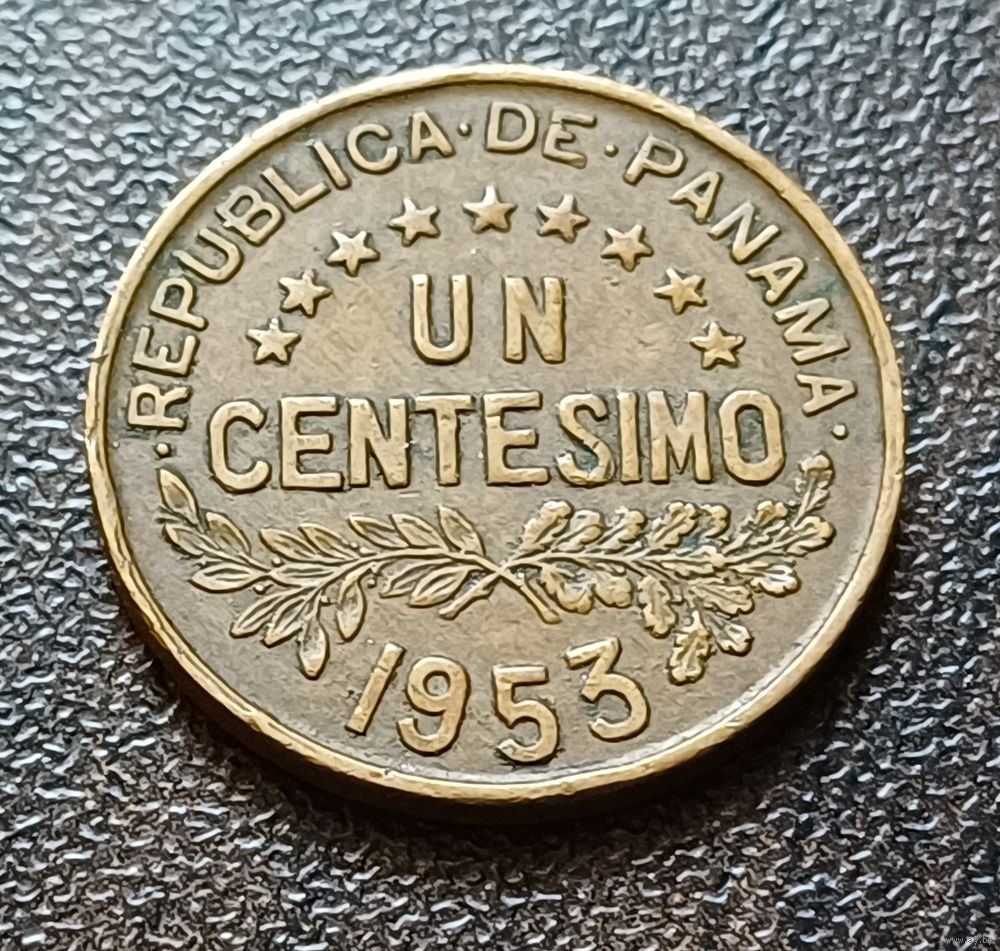 ·REPUBLICA·DE·PANAMA·
UN
CENTESIMO
1953